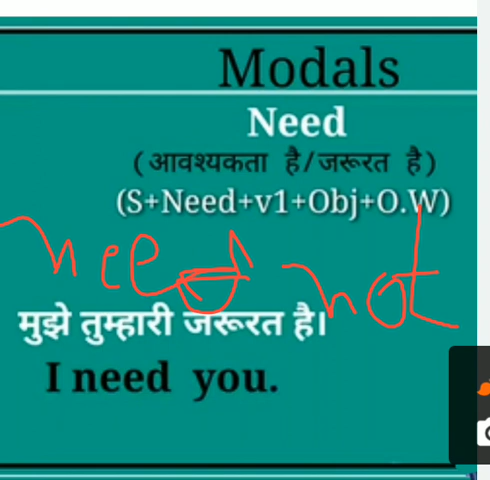 Modals
Need
(आवश्यकता है/जरूरत है)
(S+Need+v1+Obj+O.W)
need not
मुझे तुम्हारी जरूरत है।
I need you.